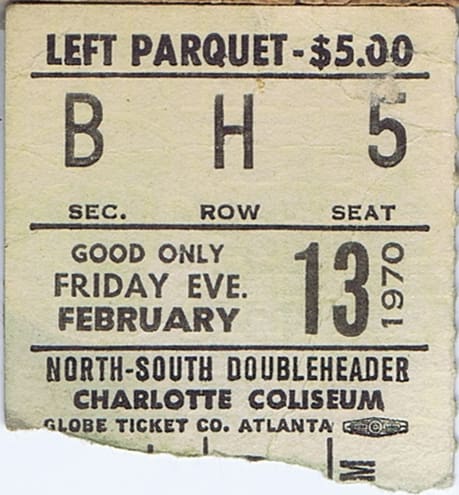 LEFT PARQUET-$5.00
B H 5
SEC. ROW SEAT
GOOD ONLY
FRIDAY EVE.
FEBRUARY
13
1970
NORTH-SOUTH DOUBLEHEADER
CHARLOTTE COLISEUM
GLOBE TICKET CO. ATLANTA
M